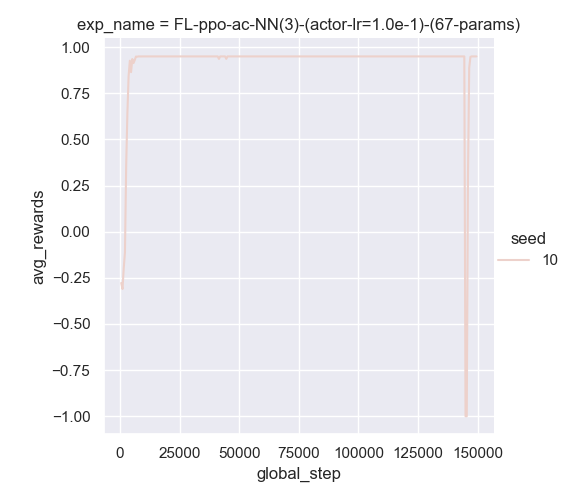 exp_name = FL-ppo-ac-NN(3)-(actor-lr=1.0e-1)-(67-params)
1.00
0.75
0.50
0.25
0.00
−0.25
−0.50
−0.75
−1.00
avg_rewards
0 25000 50000 75000 100000 125000 150000
global_step
seed
10